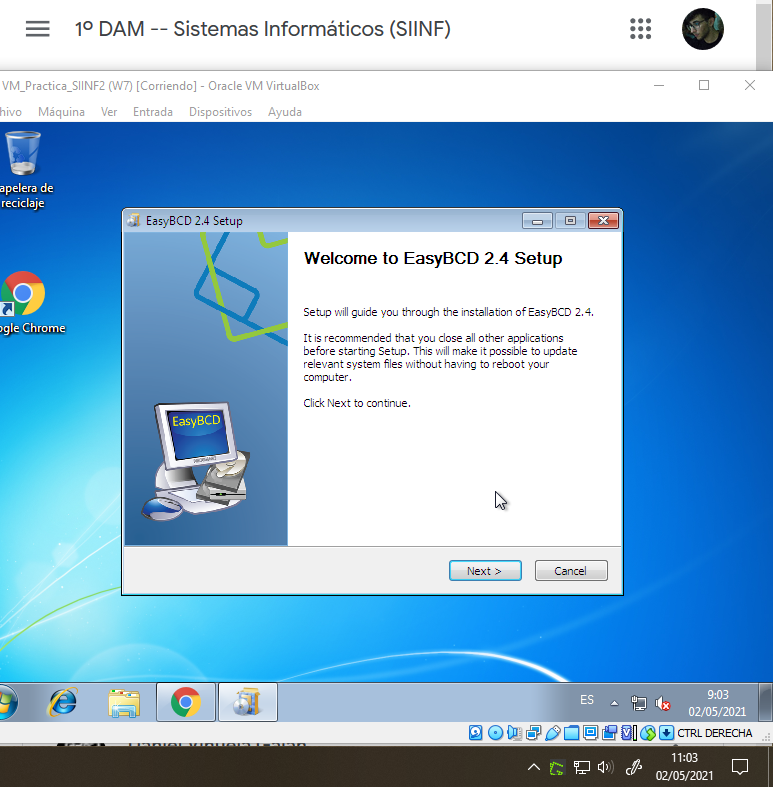 1º DAM -- Sistemas Informáticos (SIINF)
VM_Practica_SIINF2 (W7) [Corriendo] - Oracle VM VirtualBox
hivo Máquina Ver Entrada Dispositivos Ayuda
apelera de
reciclaje
EasyBCD 2.4 Setup
Welcome to EasyBCD 2.4 Setup
Setup will guide you through the installation of EasyBCD 2.4.
It is recommended that you close all other applications
before starting Setup. This will make it possible to update
relevant system files without having to reboot your
computer.
Click Next to continue.
ogle Chrome
EasyBCD
Next >
Cancel
ES
9:03
02/05/2021
CTRL DERECHA
11:03
02/05/2021